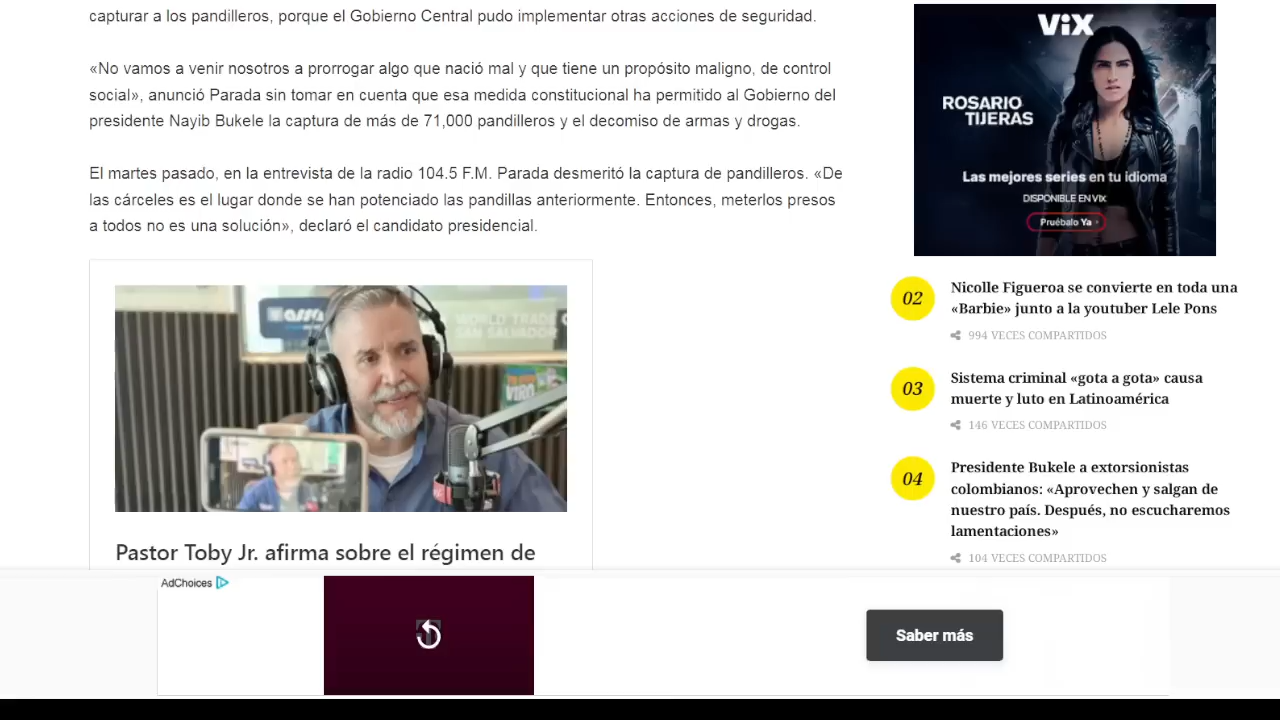 capturar a los pandilleros, porque el Gobierno Central pudo implementar otras acciones de seguridad.
«No vamos a venir nosotros a prorrogar algo que nació mal y que tiene un propósito maligno, de control
social», anunció Parada sin tomar en cuenta que esa medida constitucional ha permitido al Gobierno del
presidente Nayib Bukele la captura de más de 71,000 pandilleros y el decomiso de armas y drogas.
El martes pasado, en la entrevista de la radio 104.5 F.M. Parada desmeritó la captura de pandilleros. «De
las cárceles es el lugar donde se han potenciado las pandillas anteriormente. Entonces, meterlos presos
a todos no es una solución», declaró el candidato presidencial.
assa
WORLD TRADE C
SAN SALVADOR
VIRO
Pastor Toby Jr. afirma sobre el régimen de
ViX
ROSARIO
TIJERAS
Las mejores series en tu idioma
DISPONIBLE EN VIX
Pruébalo Ya ›
02
Nicolle Figueroa se convierte en toda una
«Barbie» junto a la youtuber Lele Pons
994 VECES COMPARTIDOS
03
Sistema criminal «gota a gota» causa
muerte y luto en Latinoamérica
146 VECES COMPARTIDOS
04
Presidente Bukele a extorsionistas
colombianos: «Aprovechen y salgan de
nuestro país. Después, no escucharemos
lamentaciones»
104 VECES COMPARTIDOS
AdChoices
Saber más